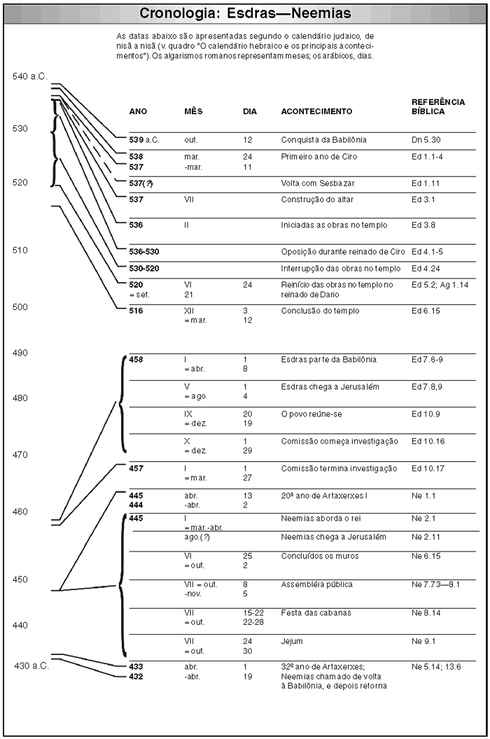 Cronologia: Esdras—Neemias
As datas abaixo são apresentadas segundo o calendário judaico, de
nisã a nisã (v. quadro "O calendário hebraico e os principais aconteci-
mentos"). Os algarismos romanos representam meses; os arábicos, dias.
540 a.C.
530
520
510
500
490
480
470
460
450
440
430 a.C.
ANO MÊS DIA ACONTECIMENTO REFERÊNCIA
BÍBLICA
539 a.C. out. 12 Conquista da Babilônia Dn 5.30
538 mar. 24 Primeiro ano de Ciro Ed 1.1-4
537 -mar. 11
537(?) Volta com Sesbazar Ed 1.11
537 VII Construção do altar Ed 3.1
536 II Iniciadas as obras no templo Ed 3.8
536-530 Oposição durante reinado de Ciro Ed 4.1-5
530-520 Interrupção das obras no templo Ed 4.24
520 VI 24 Reinício das obras no templo no Ed 5.2; Ag 1.14
= set. 21 reinado de Dario
516 XII 3 Conclusão do templo Ed 6.15
= mar. 12
458 I 1 Esdras parte da Babilônia Ed 7.6-9
= abr. 8
V 1 Esdras chega a Jerusalém Ed 7.8,9
= ago. 4
IX 20 O povo reúne-se Ed 10.9
= dez. 19
X 1 Comissão começa investigação Ed 10.16
= dez. 29
457 I 1 Comissão termina investigação Ed 10.17
= mar. 27
445 abr. 13 20º ano de Artaxerxes I Ne 1.1
444 -abr. 2
445 I Neemias aborda o rei Ne 2.1
= mar.-abr.
ago.(?) Neemias chega a Jerusalém Ne 2.11
VI 25 Concluídos os muros Ne 6.15
= out. 2
VII = out. 8 Assembléia pública Ne 7.73—8.1
-nov. 5
VII 15-22 Festa das cabanas Ne 8.14
= out. 22-28
VII 24 Jejum Ne 9.1
= out. 30
433 abr. 1 32º ano de Artaxerxes; Ne 5.14; 13.6
432 -abr. 19 Neemias chamado de volta
à Babilônia, e depois retorna